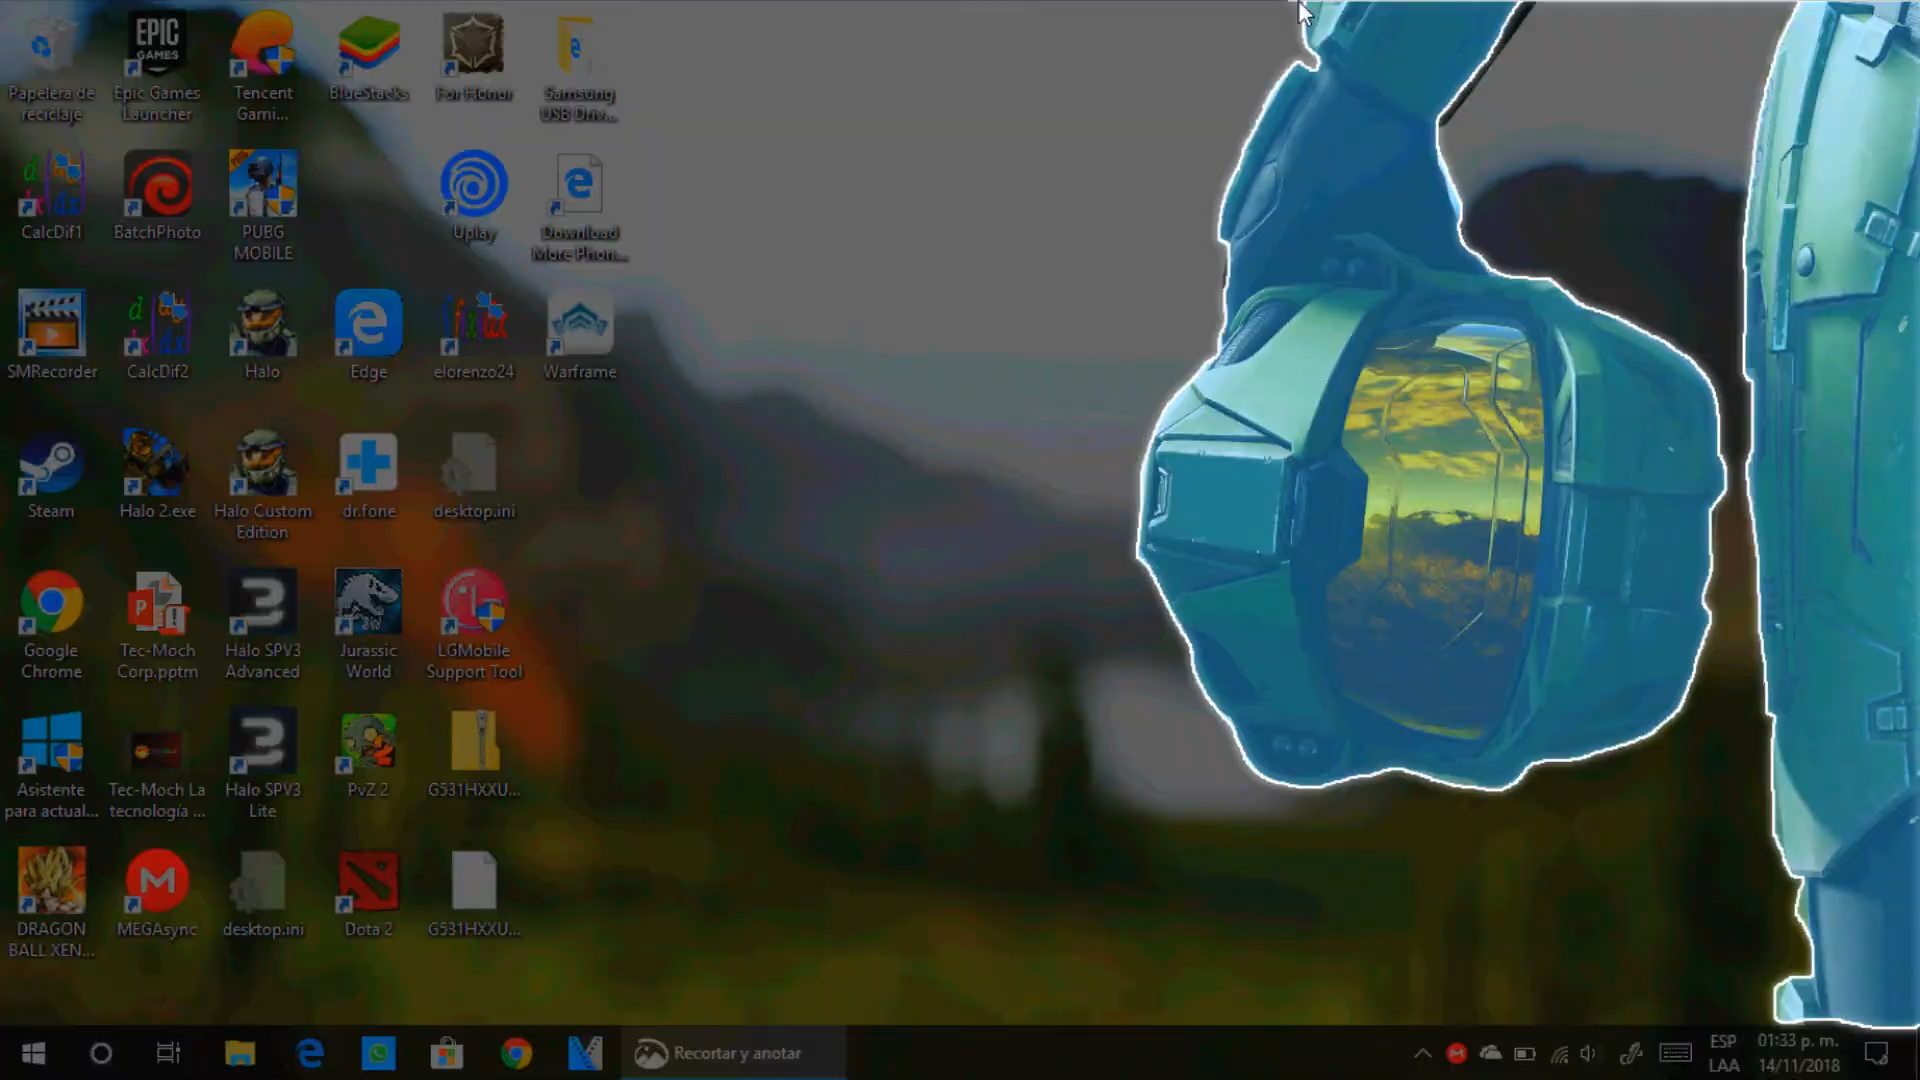 Papelera de
reciclaje
EPIC
GAMES
Epic Games
Launcher
Tencent
Gami...
BlueStacks
For Honor
Samsung
USB Driv...
CalcDif1
BatchPhoto
PUBG
MOBILE
Uplay
Download
More Phon...
SMRecorder
CalcDif2
Halo
Edge
elorenzo24
Warframe
Steam
Halo 2.exe
Halo Custom
Edition
dr.fone
desktop.ini
Google
Chrome
Tec-Moch
Corp.pptm
Halo SPV3
Advanced
Jurassic
World
LGMobile
Support Tool
Asistente
para actual...
Tec-Moch La
tecnología ...
Halo SPV3
Lite
PvZ 2
G531HXXU...
DRAGON
BALL XEN...
MEGAsync
desktop.ini
Dota 2
G531HXXU...
Recortar y anotar
ESP
LAA
01:33 p. m.
14/11/2018